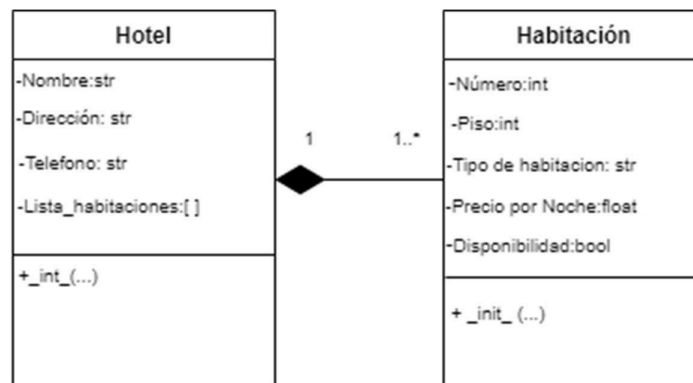 Hotel
-Nombre:str
-Dirección: str
-Telefono: str
-Lista_habitaciones:[ ]
+_int_(...)
1
1..*
Habitación
-Número:int
-Piso:int
-Tipo de habitacion: str
-Precio por Noche:float
-Disponibilidad:bool
+ _init_ (...)